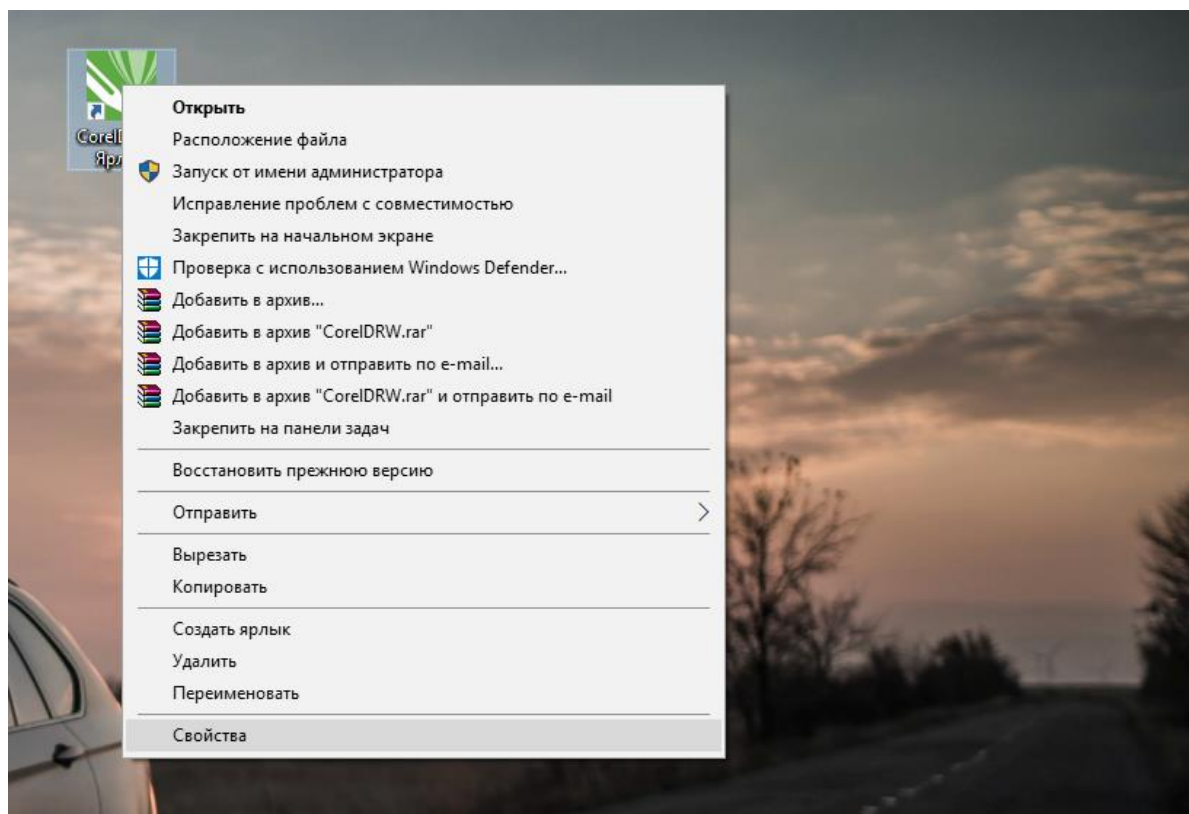 Открыть
Расположение файла
Запуск от имени администратора
Исправление проблем с совместимостью
Закрепить на начальном экране
Проверка с использованием Windows Defender...
Добавить в архив...
Добавить в архив "CorelDRW.rar"
Добавить в архив и отправить по e-mail...
Добавить в архив "CorelDRW.rar" и отправить по e-mail
Закрепить на панели задач
Восстановить прежнюю версию
Отправить
Вырезать
Копировать
Создать ярлык
Удалить
Переименовать
Свойства